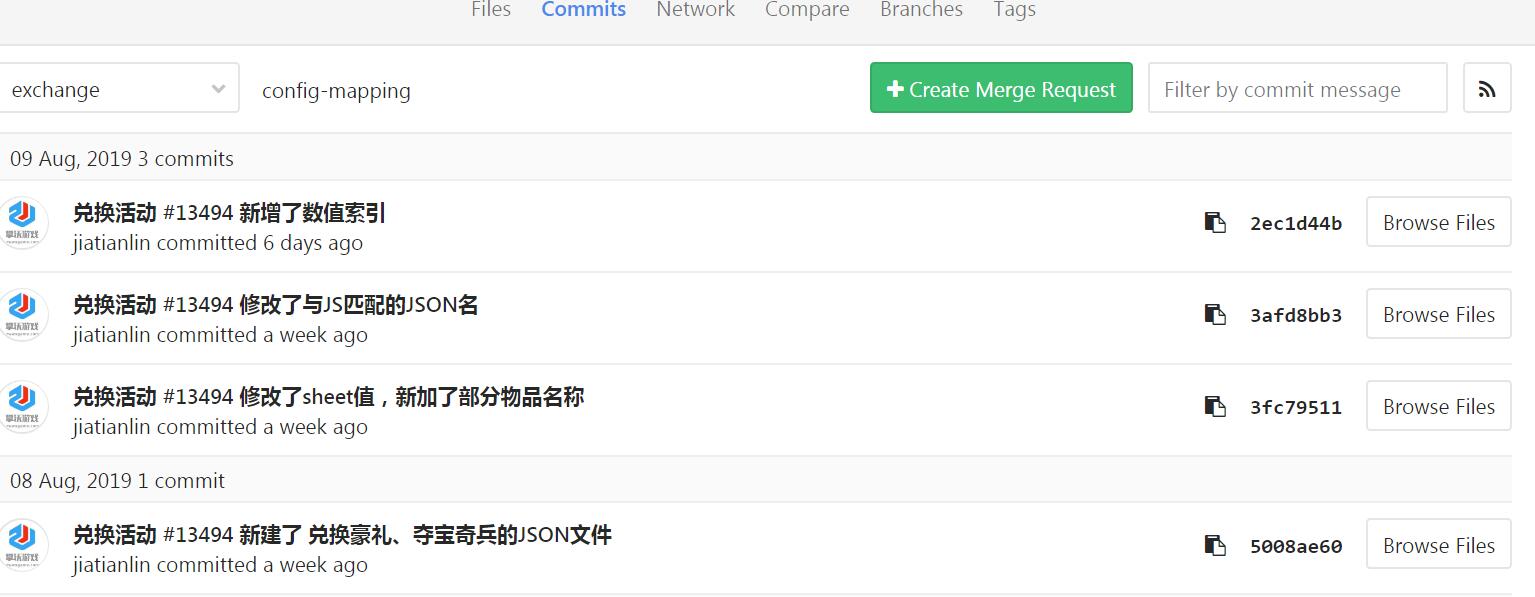 Files Commits Network Compare Branches Tags
exchange config-mapping Create Merge Request Filter by commit message
09 Aug, 2019 3 commits
兑换活动 #13494 新增了数值索引
jiatianlin committed 6 days ago
2ec1d44b Browse Files
兑换活动 #13494 修改了与JS匹配的JSON名
jiatianlin committed a week ago
3afd8bb3 Browse Files
兑换活动 #13494 修改了sheet值，新加了部分物品名称
jiatianlin committed a week ago
3fc79511 Browse Files
08 Aug, 2019 1 commit
兑换活动 #13494 新建了 兑换豪礼、夺宝奇兵的JSON文件
jiatianlin committed a week ago
5008ae60 Browse Files